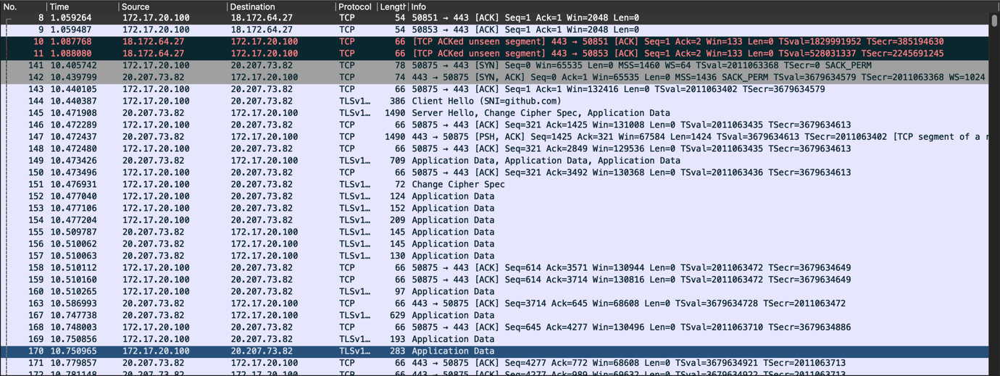 No. Time Source Destination Protocol Length Info
8 1.059264 172.17.20.100 18.172.64.27 TCP 54 50851 → 443 [ACK] Seq=1 Ack=1 Win=2048 Len=0
9 1.059487 172.17.20.100 18.172.64.27 TCP 54 50853 → 443 [ACK] Seq=1 Ack=1 Win=2048 Len=0
10 1.087768 18.172.64.27 172.17.20.100 TCP 66 [TCP ACKed unseen segment] 443 → 50851 [ACK] Seq=1 Ack=2 Win=133 Len=0 TSval=1829991952 TSecr=385194630
11 1.088080 18.172.64.27 172.17.20.100 TCP 66 [TCP ACKed unseen segment] 443 → 50853 [ACK] Seq=1 Ack=2 Win=133 Len=0 TSval=528031337 TSecr=2245691245
141 10.405742 172.17.20.100 20.207.73.82 TCP 78 50875 → 443 [SYN] Seq=0 Win=65535 Len=0 MSS=1460 WS=64 TSval=2011063368 TSecr=0 SACK_PERM
142 10.439799 20.207.73.82 172.17.20.100 TCP 74 443 → 50875 [SYN, ACK] Seq=0 Ack=1 Win=65535 Len=0 MSS=1436 SACK_PERM TSval=3679634579 TSecr=2011063368 WS=1024
143 10.440105 172.17.20.100 20.207.73.82 TCP 66 50875 → 443 [ACK] Seq=1 Ack=1 Win=132416 Len=0 TSval=2011063402 TSecr=3679634579
144 10.440387 172.17.20.100 20.207.73.82 TLSv1… 386 Client Hello (SNI=github.com)
145 10.471908 20.207.73.82 172.17.20.100 TLSv1… 1490 Server Hello, Change Cipher Spec, Application Data
146 10.472289 172.17.20.100 20.207.73.82 TCP 66 50875 → 443 [ACK] Seq=321 Ack=1425 Win=131008 Len=0 TSval=2011063435 TSecr=3679634613
147 10.472437 20.207.73.82 172.17.20.100 TCP 1490 443 → 50875 [PSH, ACK] Seq=1425 Ack=321 Win=67584 Len=1424 TSval=3679634613 TSecr=2011063402 [TCP segment of a r
148 10.472480 172.17.20.100 20.207.73.82 TCP 66 50875 → 443 [ACK] Seq=321 Ack=2849 Win=129536 Len=0 TSval=2011063435 TSecr=3679634613
149 10.473426 20.207.73.82 172.17.20.100 TLSv1… 709 Application Data, Application Data, Application Data
150 10.473496 172.17.20.100 20.207.73.82 TCP 66 50875 → 443 [ACK] Seq=321 Ack=3492 Win=130368 Len=0 TSval=2011063436 TSecr=3679634613
151 10.476931 172.17.20.100 20.207.73.82 TLSv1… 72 Change Cipher Spec
152 10.477040 172.17.20.100 20.207.73.82 TLSv1… 124 Application Data
153 10.477106 172.17.20.100 20.207.73.82 TLSv1… 152 Application Data
154 10.477204 172.17.20.100 20.207.73.82 TLSv1… 209 Application Data
155 10.509787 20.207.73.82 172.17.20.100 TLSv1… 145 Application Data
156 10.510062 20.207.73.82 172.17.20.100 TLSv1… 145 Application Data
157 10.510063 20.207.73.82 172.17.20.100 TLSv1… 130 Application Data
158 10.510112 172.17.20.100 20.207.73.82 TCP 66 50875 → 443 [ACK] Seq=614 Ack=3571 Win=130944 Len=0 TSval=2011063472 TSecr=3679634649
159 10.510160 172.17.20.100 20.207.73.82 TCP 66 50875 → 443 [ACK] Seq=614 Ack=3714 Win=130816 Len=0 TSval=2011063472 TSecr=3679634649
160 10.510265 172.17.20.100 20.207.73.82 TLSv1… 97 Application Data
163 10.586993 20.207.73.82 172.17.20.100 TCP 66 443 → 50875 [ACK] Seq=3714 Ack=645 Win=68608 Len=0 TSval=3679634728 TSecr=2011063472
167 10.747738 20.207.73.82 172.17.20.100 TLSv1… 629 Application Data
168 10.748003 172.17.20.100 20.207.73.82 TCP 66 50875 → 443 [ACK] Seq=645 Ack=4277 Win=130496 Len=0 TSval=2011063710 TSecr=3679634886
169 10.750856 172.17.20.100 20.207.73.82 TLSv1… 193 Application Data
170 10.750965 172.17.20.100 20.207.73.82 TLSv1… 283 Application Data
171 10.779857 20.207.73.82 172.17.20.100 TCP 66 443 → 50875 [ACK] Seq=4277 Ack=772 Win=68608 Len=0 TSval=3679634921 TSecr=2011063713
172 10.781148 20.207.73.82 172.17.20.100 TCP 66 443 → 50875 [ACK] Seq=4277 Ack=989 Win=69632 Len=0 TSval=3679634922 TSecr=2011063713